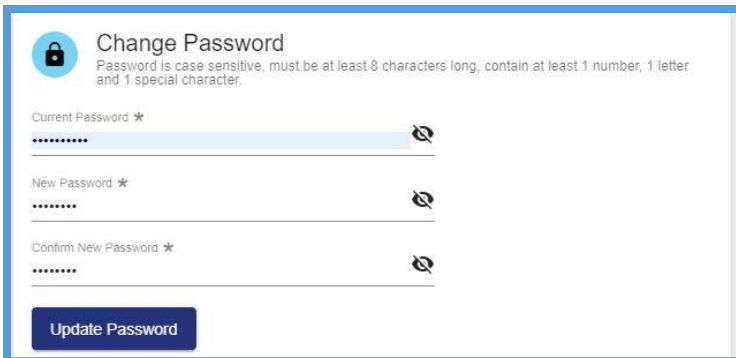 Change Password
Password is case sensitive, must be at least 8 characters long, contain at least 1 number, 1 letter
and 1 special character.
Current Password *
••••••••••
New Password *
••••••••
Confirm New Password *
••••••••
Update Password